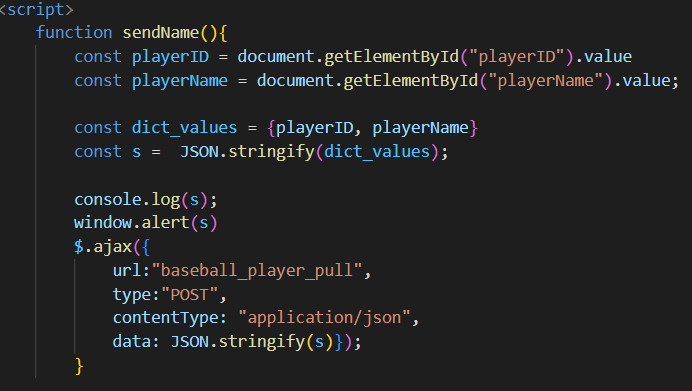 <script>
function sendName(){
const playerID = document.getElementById("playerID").value
const playerName = document.getElementById("playerName").value;
const dict_values = {playerID, playerName}
const s =  JSON.stringify(dict_values);
console.log(s);
window.alert(s)
$.ajax({
url:"baseball_player_pull",
type:"POST",
contentType: "application/json",
data: JSON.stringify(s)});
}